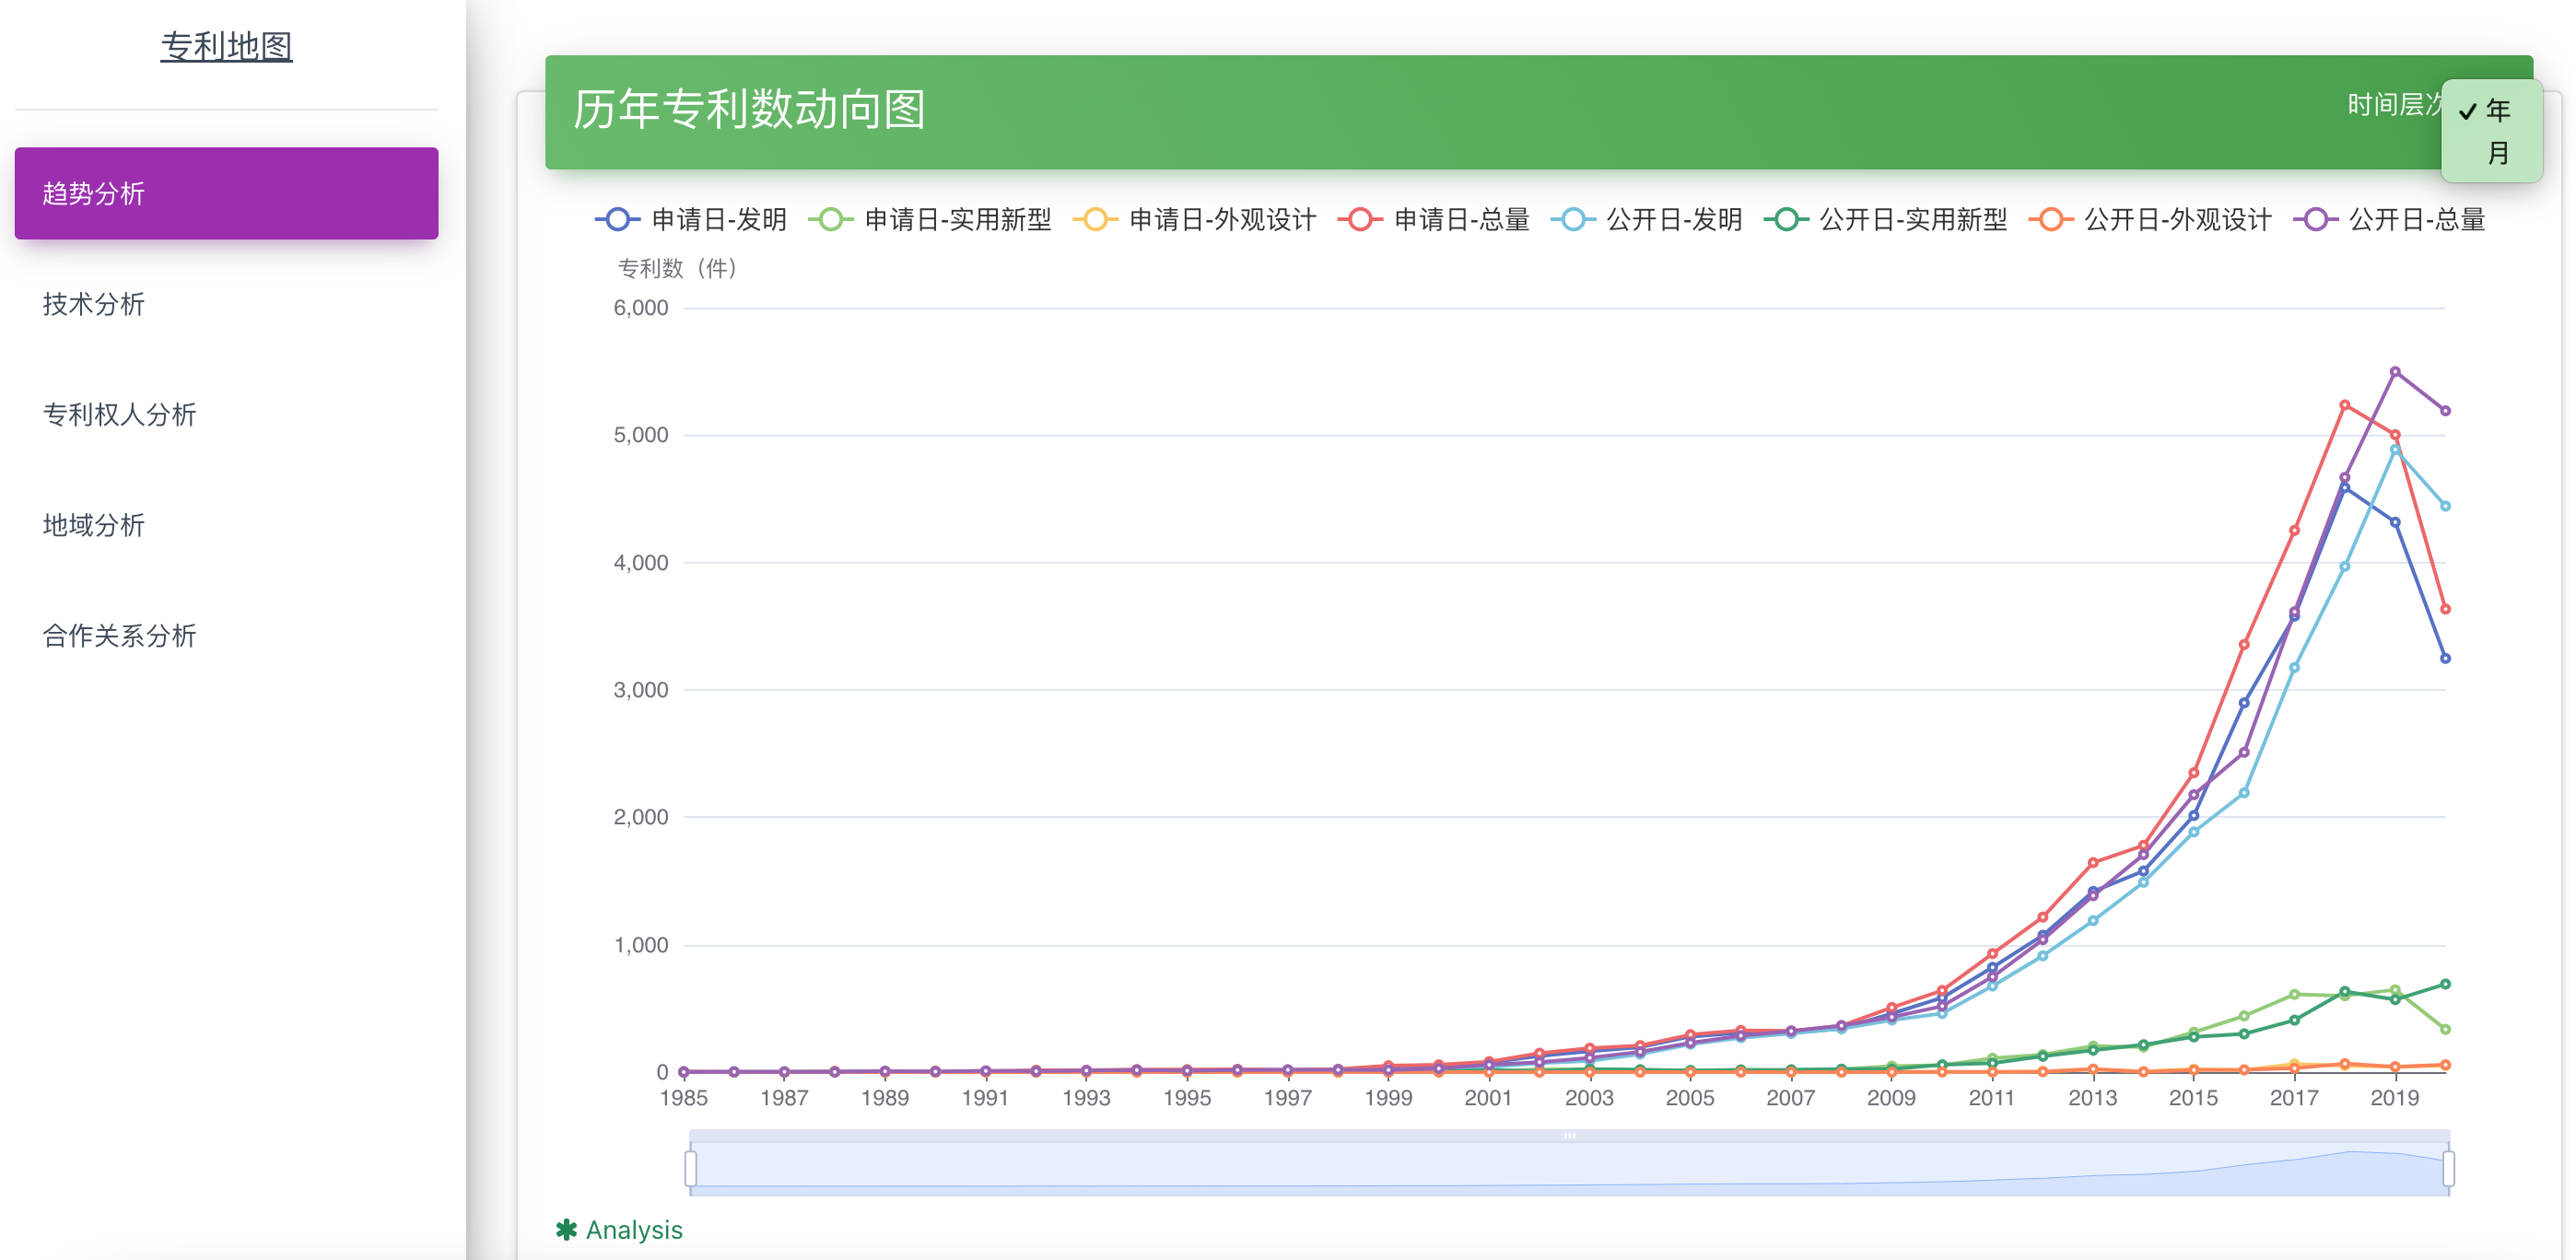 专利地图
趋势分析
技术分析
专利权人分析
地域分析
合作关系分析
历年专利数动向图
时间层次
✓ 年
月
申请日-发明 申请日-实用新型 申请日-外观设计 申请日-总量 公开日-发明 公开日-实用新型 公开日-外观设计 公开日-总量
专利数（件）
6,000
5,000
4,000
3,000
2,000
1,000
0
1985 1987 1989 1991 1993 1995 1997 1999 2001 2003 2005 2007 2009 2011 2013 2015 2017 2019
Analysis